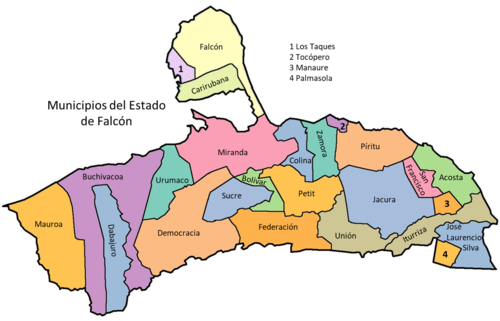 Falcón
1 Los Taques
2 Tocópero
3 Manaure
4 Palmasola
1
Carirubana
Municipios del Estado
de Falcón
2
Miranda
Colina
Zamora
Píritu
Buchivacoa
Urumaco
Bolívar
San
Francisco
Acosta
Mauroa
Dabajuro
Sucre
Petit
Jacura
3
Democracia
Federación
Unión
Iturriza
José
Laurencio
Silva
4